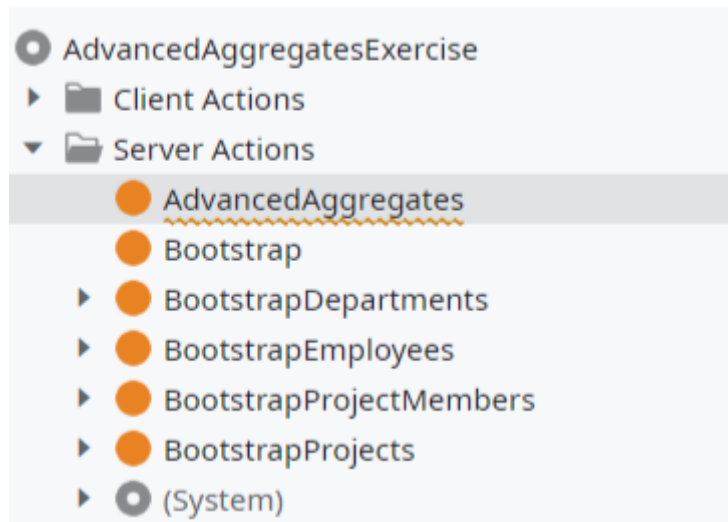 AdvancedAggregatesExercise
Client Actions
Server Actions
AdvancedAggregates
Bootstrap
BootstrapDepartments
BootstrapEmployees
BootstrapProjectMembers
BootstrapProjects
(System)